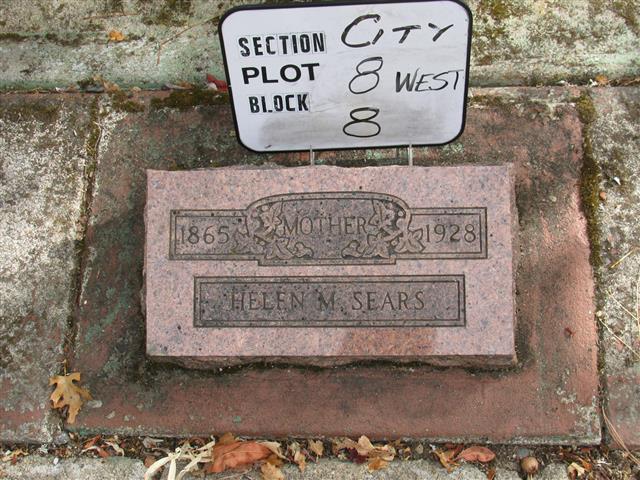 SECTION CITY
PLOT 8 WEST
BLOCK 8
1865 MOTHER 1928
HELEN M. SEARS